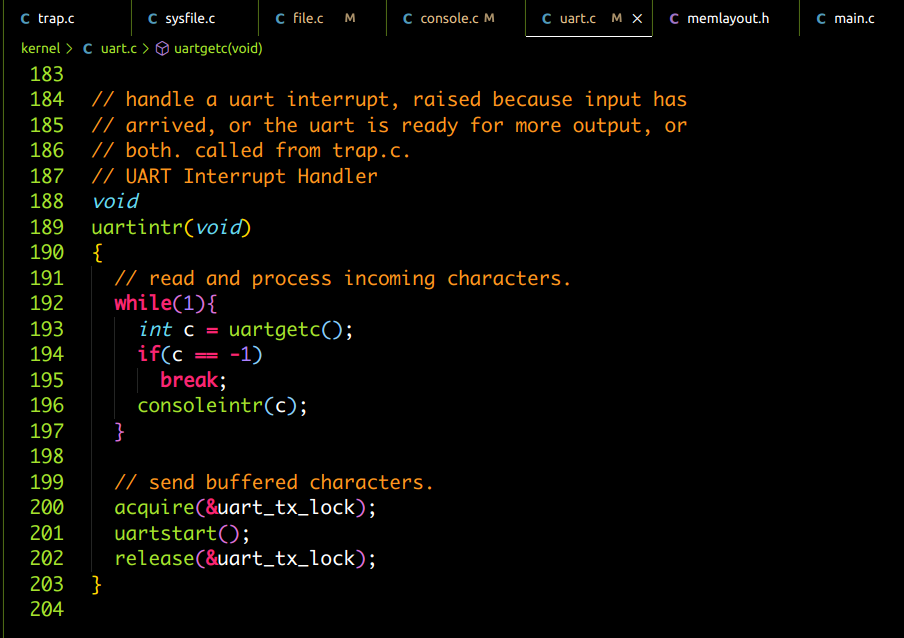 C trap.c C sysfile.c C file.c M C console.c M C uart.c M × C memlayout.h C main.c
kernel > C uart.c > uartgetc(void)
183
184 // handle a uart interrupt, raised because input has
185 // arrived, or the uart is ready for more output, or
186 // both. called from trap.c.
187 // UART Interrupt Handler
188 void
189 uartintr(void)
190 {
191   // read and process incoming characters.
192   while(1){
193     int c = uartgetc();
194     if(c == -1)
195       break;
196     consoleintr(c);
197   }
198
199   // send buffered characters.
200   acquire(&uart_tx_lock);
201   uartstart();
202   release(&uart_tx_lock);
203 }
204